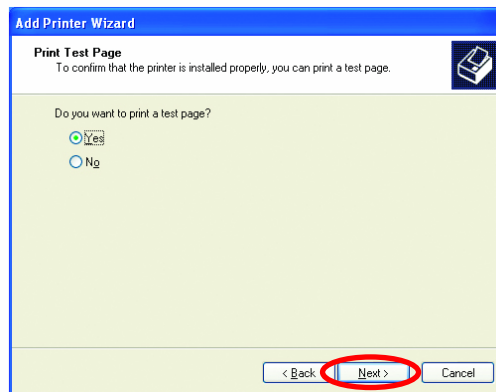 Add Printer Wizard
Print Test Page
To confirm that the printer is installed properly, you can print a test page.
Do you want to print a test page?
Yes
No
< Back Next > Cancel